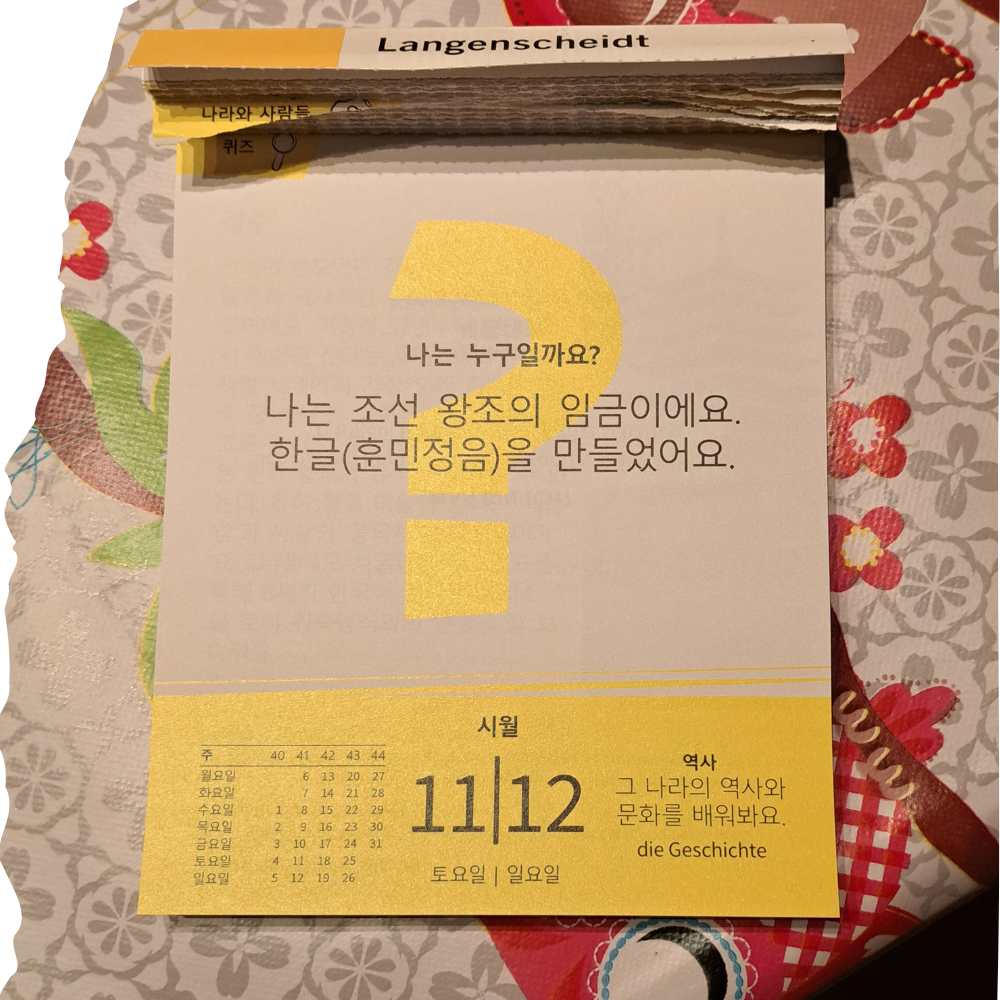 Langenscheidt
나라와 사람들
퀴즈
나는 누구일까요?
나는 조선 왕조의 임금이에요.
한글(훈민정음)을 만들었어요.
시월
주 40 41 42 43 44
월요일 6 13 20 27
화요일 7 14 21 28
수요일 1 8 15 22 29
목요일 2 9 16 23 30
금요일 3 10 17 24 31
토요일 4 11 18 25
일요일 5 12 19 26
11|12
토요일 | 일요일
역사
그 나라의 역사와
문화를 배워봐요.
die Geschichte